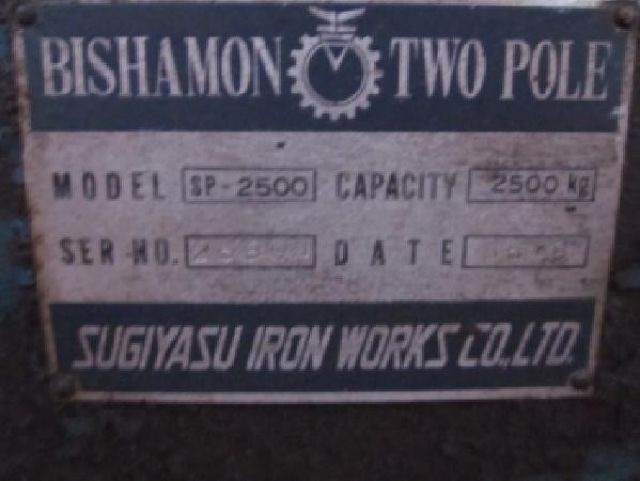 BISHAMON TWO POLE
MODEL SP-2500 CAPACITY 2500 kg
SER·NO. DATE
SUGIYASU IRON WORKS CO.,LTD.